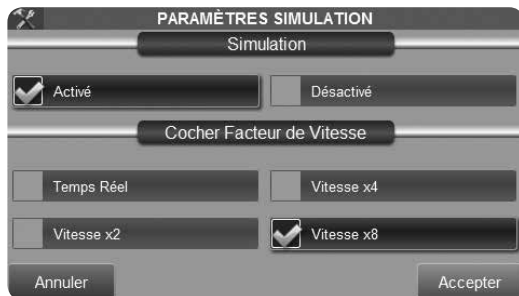 PARAMÈTRES SIMULATION
Simulation
Activé
Désactivé
Cocher Facteur de Vitesse
Temps Réel
Vitesse x4
Vitesse x2
Vitesse x8
Annuler
Accepter